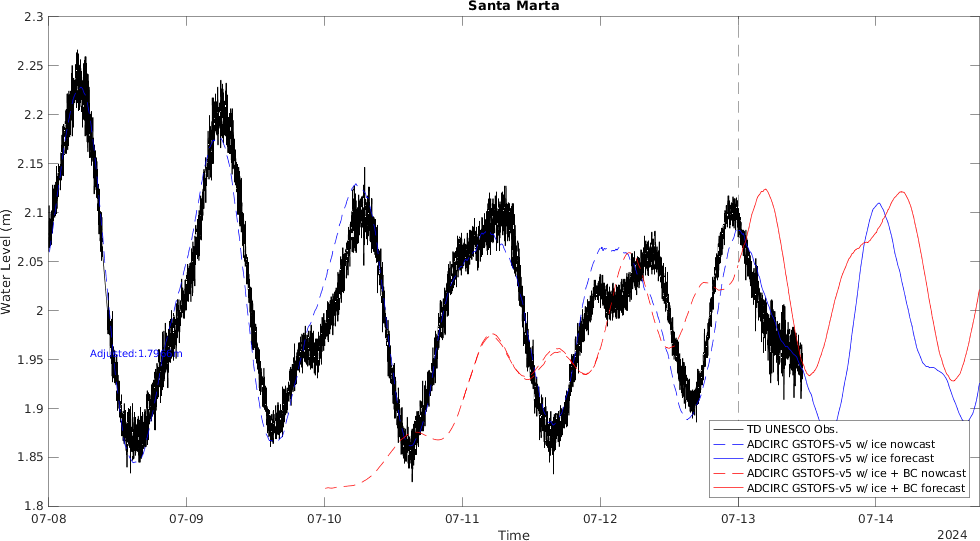 Santa Marta
2.3
2.25
2.2
2.15
2.1
2.05
2
1.95
1.9
1.85
1.8
Water Level (m)
07-08 07-09 07-10 07-11 07-12 07-13 07-14
Time
2024
TD UNESCO Obs.
ADCIRC GSTOFS-v5 w/ ice nowcast
ADCIRC GSTOFS-v5 w/ ice forecast
ADCIRC GSTOFS-v5 w/ ice + BC nowcast
ADCIRC GSTOFS-v5 w/ ice + BC forecast